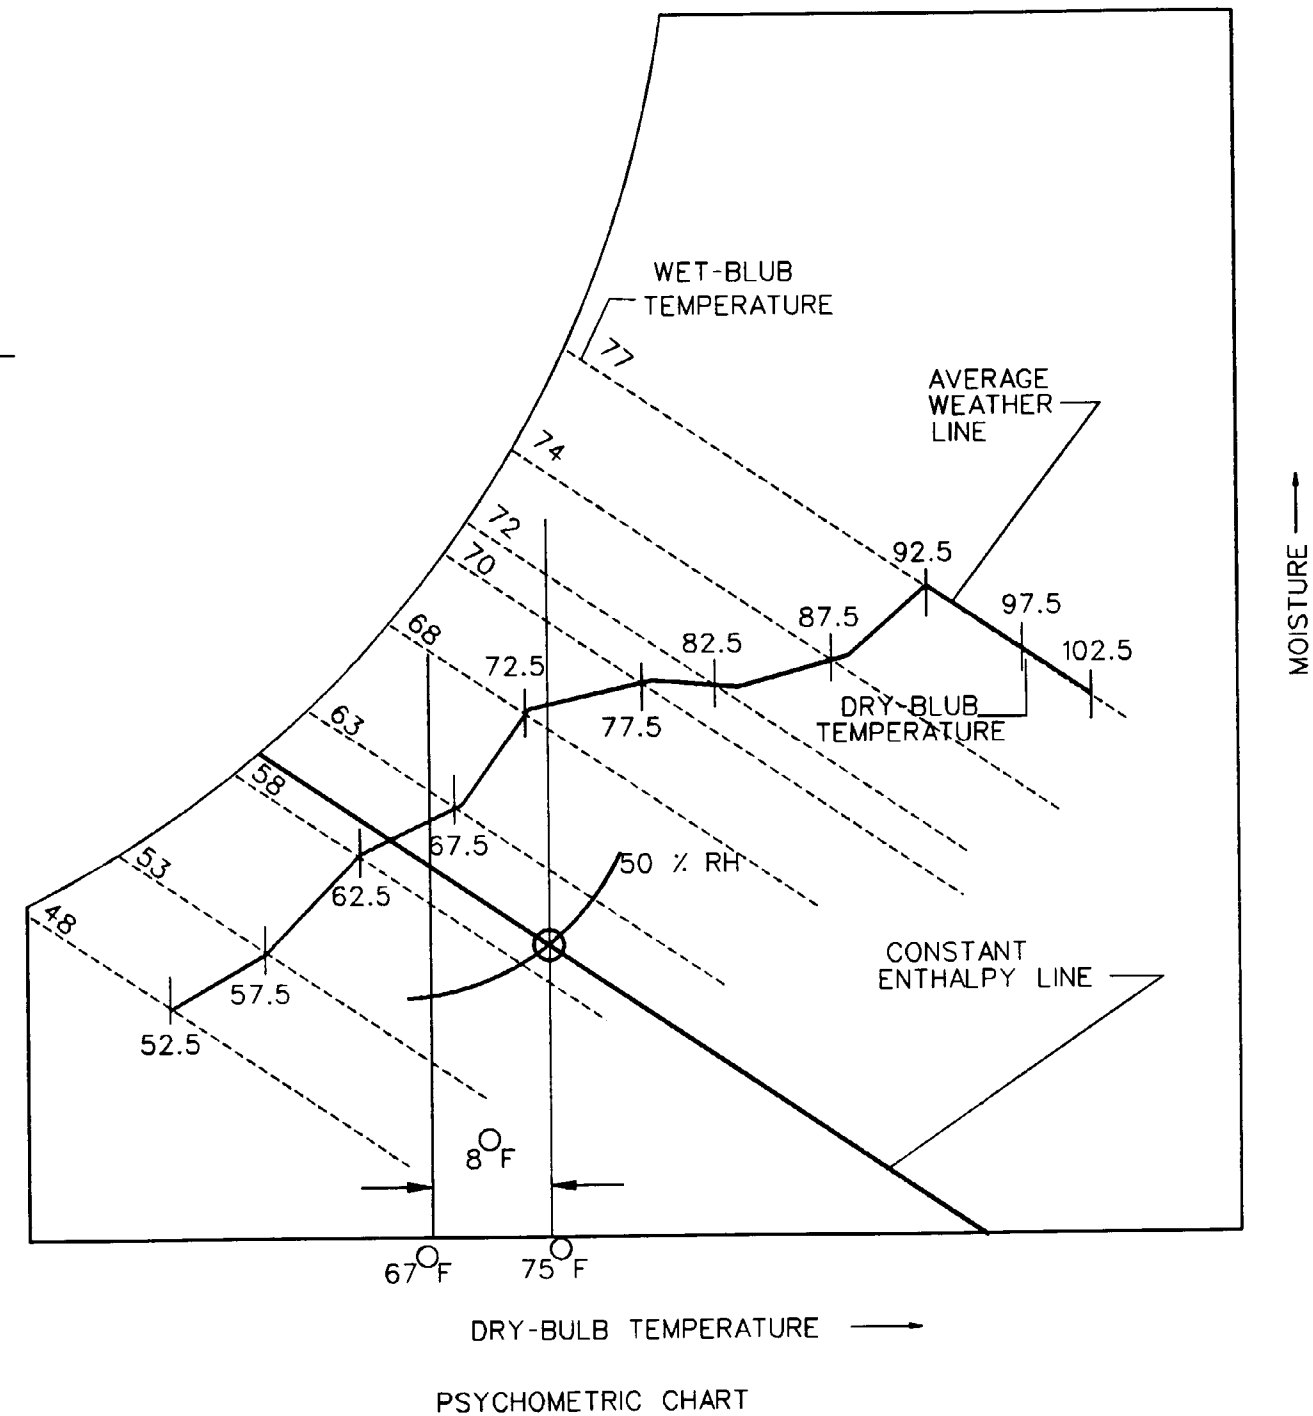 WET-BLUB
TEMPERATURE
77
AVERAGE
WEATHER
LINE
74
72
70
92.5
97.5
87.5
82.5
102.5
68
72.5
77.5
DRY-BLUB
TEMPERATURE
MOISTURE
63
58
67.5
62.5
50 % RH
53
48
57.5
52.5
CONSTANT
ENTHALPY LINE
8°F
67°F
75°F
DRY-BULB TEMPERATURE
PSYCHOMETRIC CHART